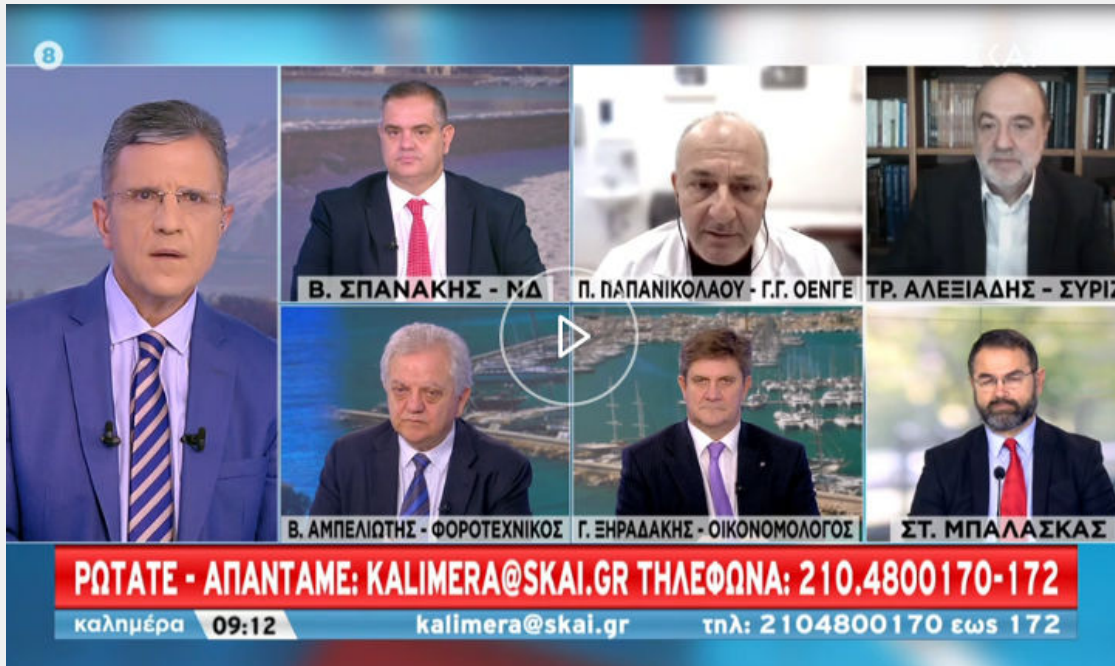 8
ΣΚΑΪ
Β. ΣΠΑΝΑΚΗΣ - ΝΔ
Π. ΠΑΠΑΝΙΚΟΛΑΟΥ - Γ.Γ. ΟΕΝΓΕ
ΤΡ. ΑΛΕΞΙΑΔΗΣ - ΣΥΡΙΖ
Β. ΑΜΠΕΛΙΩΤΗΣ - ΦΟΡΟΤΕΧΝΙΚΟΣ
Γ. ΞΗΡΑΔΑΚΗΣ - ΟΙΚΟΝΟΜΟΛΟΓΟΣ
ΣΤ. ΜΠΑΛΑΣΚΑΣ
ΡΩΤΑΤΕ - ΑΠΑΝΤΑΜΕ: KALIMERA@SKAI.GR ΤΗΛΕΦΩΝΑ: 210.4800170-172
καλημέρα 09:12 kalimera@skai.gr τηλ: 2104800170 εως 172